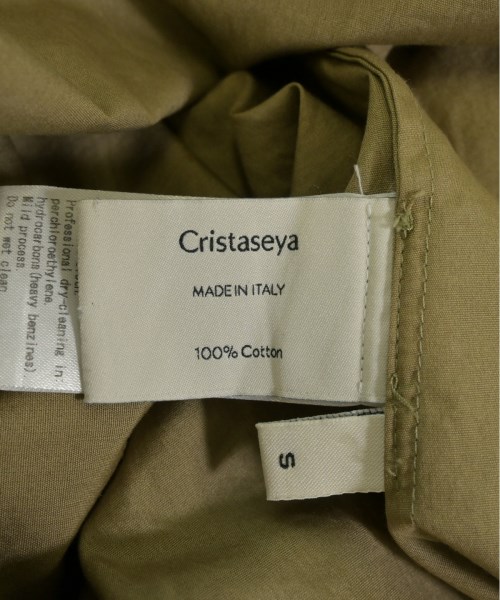 Cristaseya
MADE IN ITALY
100% Cotton
S
Professional dry-cleaning in:
perchloroethylene,
hydrocarbons (heavy benzines).
Mild process.
Do not wet clean